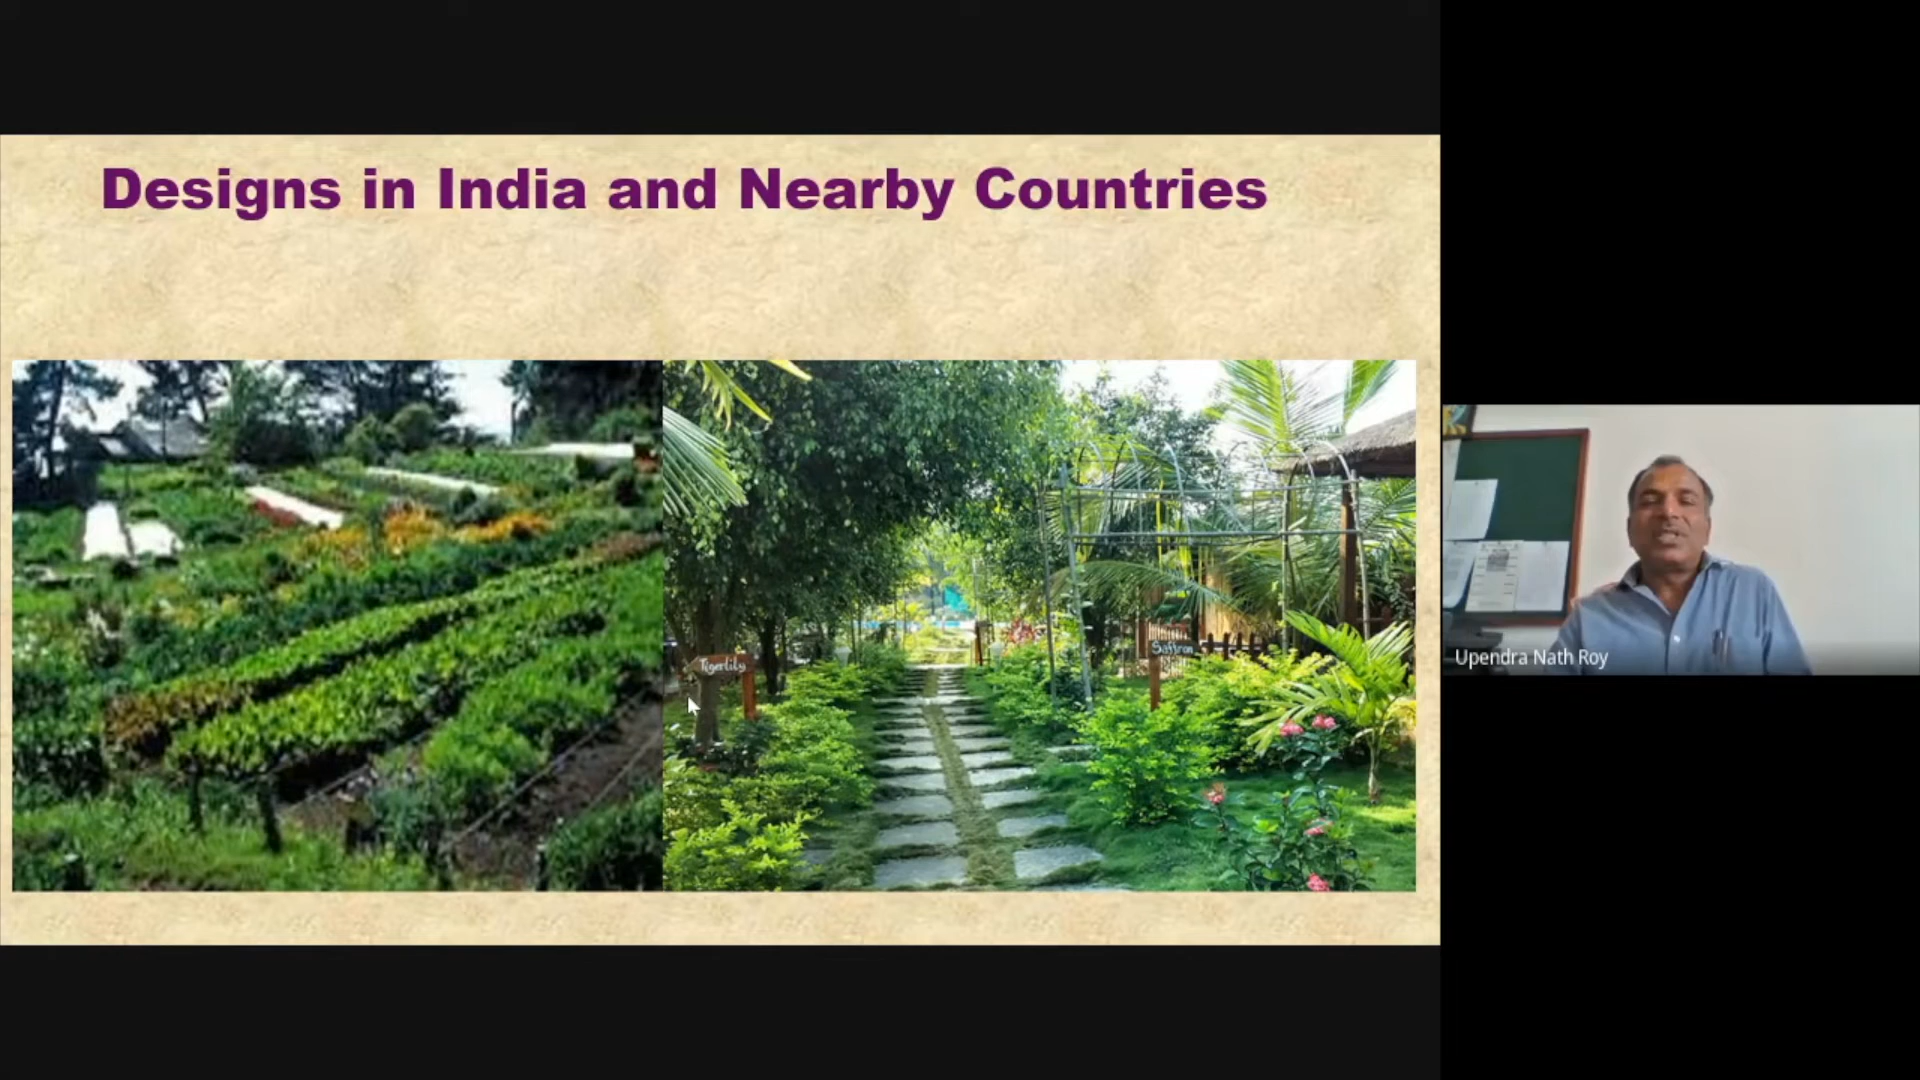 Designs in India and Nearby Countries
Tigerlily
Saffron
Upendra Nath Roy